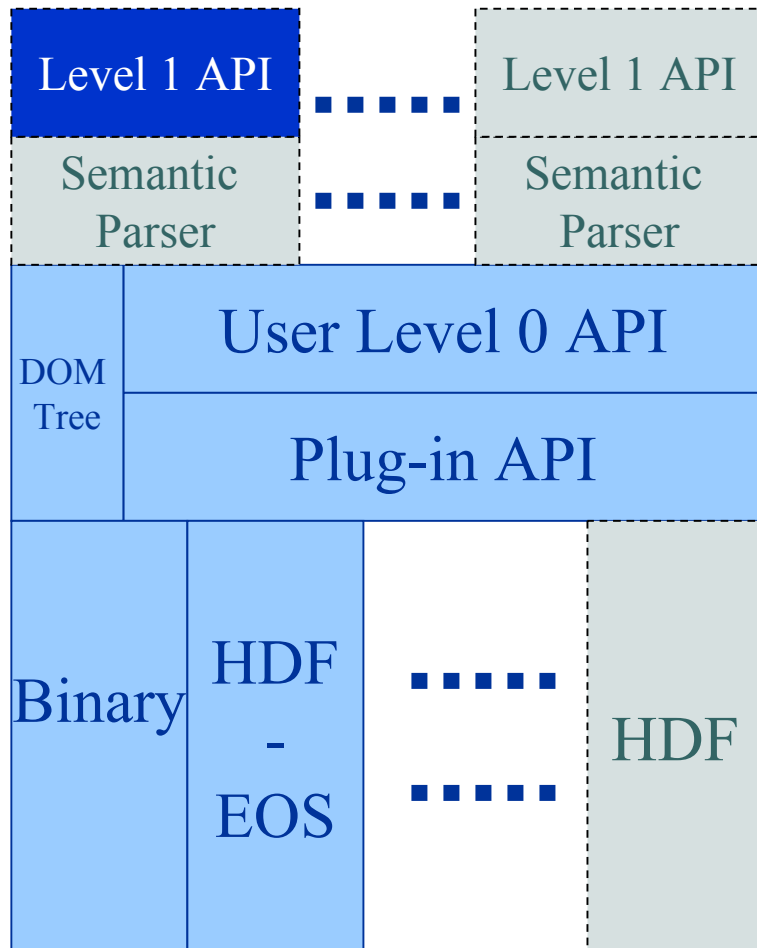 Level 1 API
Level 1 API
Semantic
Parser
Semantic
Parser
User Level 0 API
DOM
Tree
Plug-in API
Binary
HDF
-
EOS
HDF